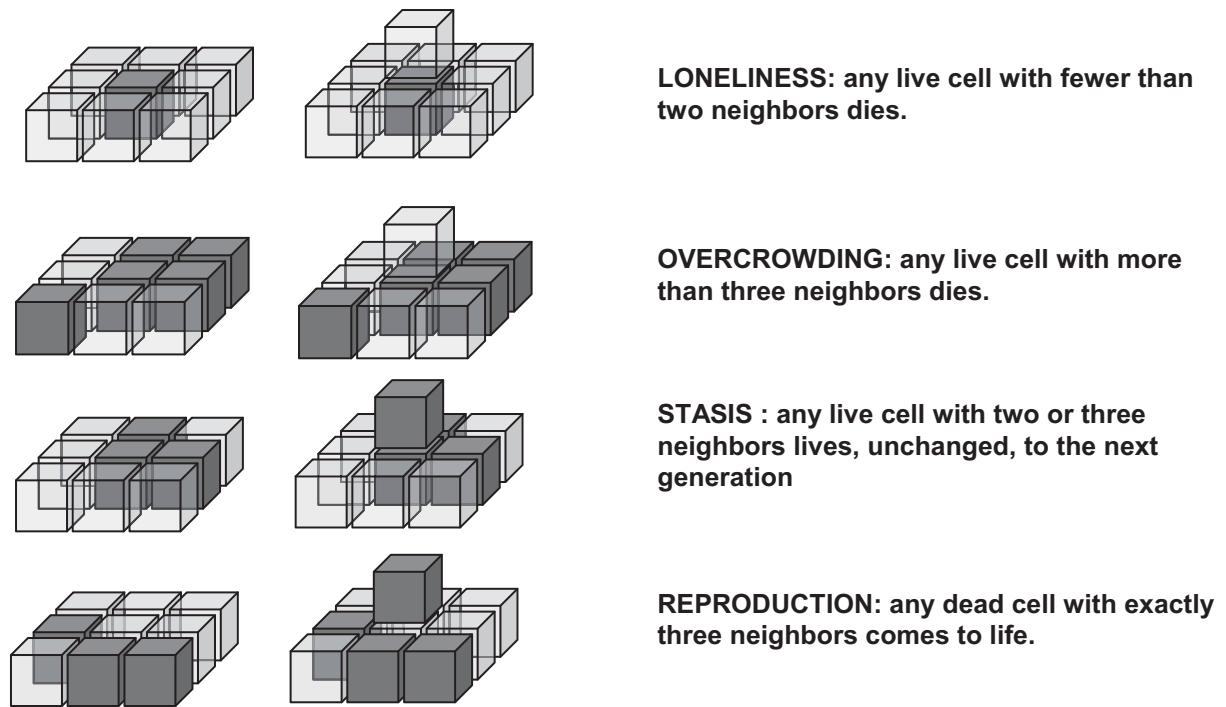 LONELINESS: any live cell with fewer than
two neighbors dies.
OVERCROWDING: any live cell with more
than three neighbors dies.
STASIS : any live cell with two or three
neighbors lives, unchanged, to the next
generation
REPRODUCTION: any dead cell with exactly
three neighbors comes to life.